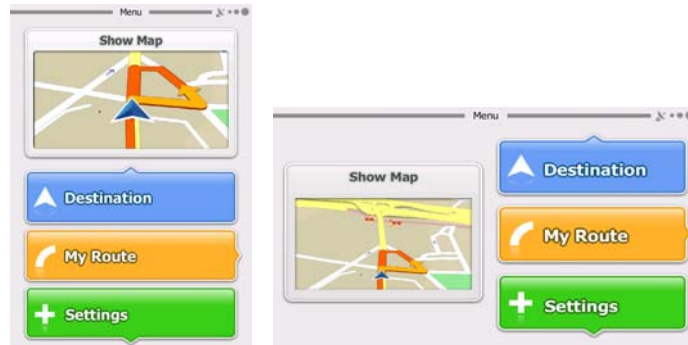 Menu
Show Map
Destination
My Route
Settings
Menu
Show Map
Destination
My Route
Settings